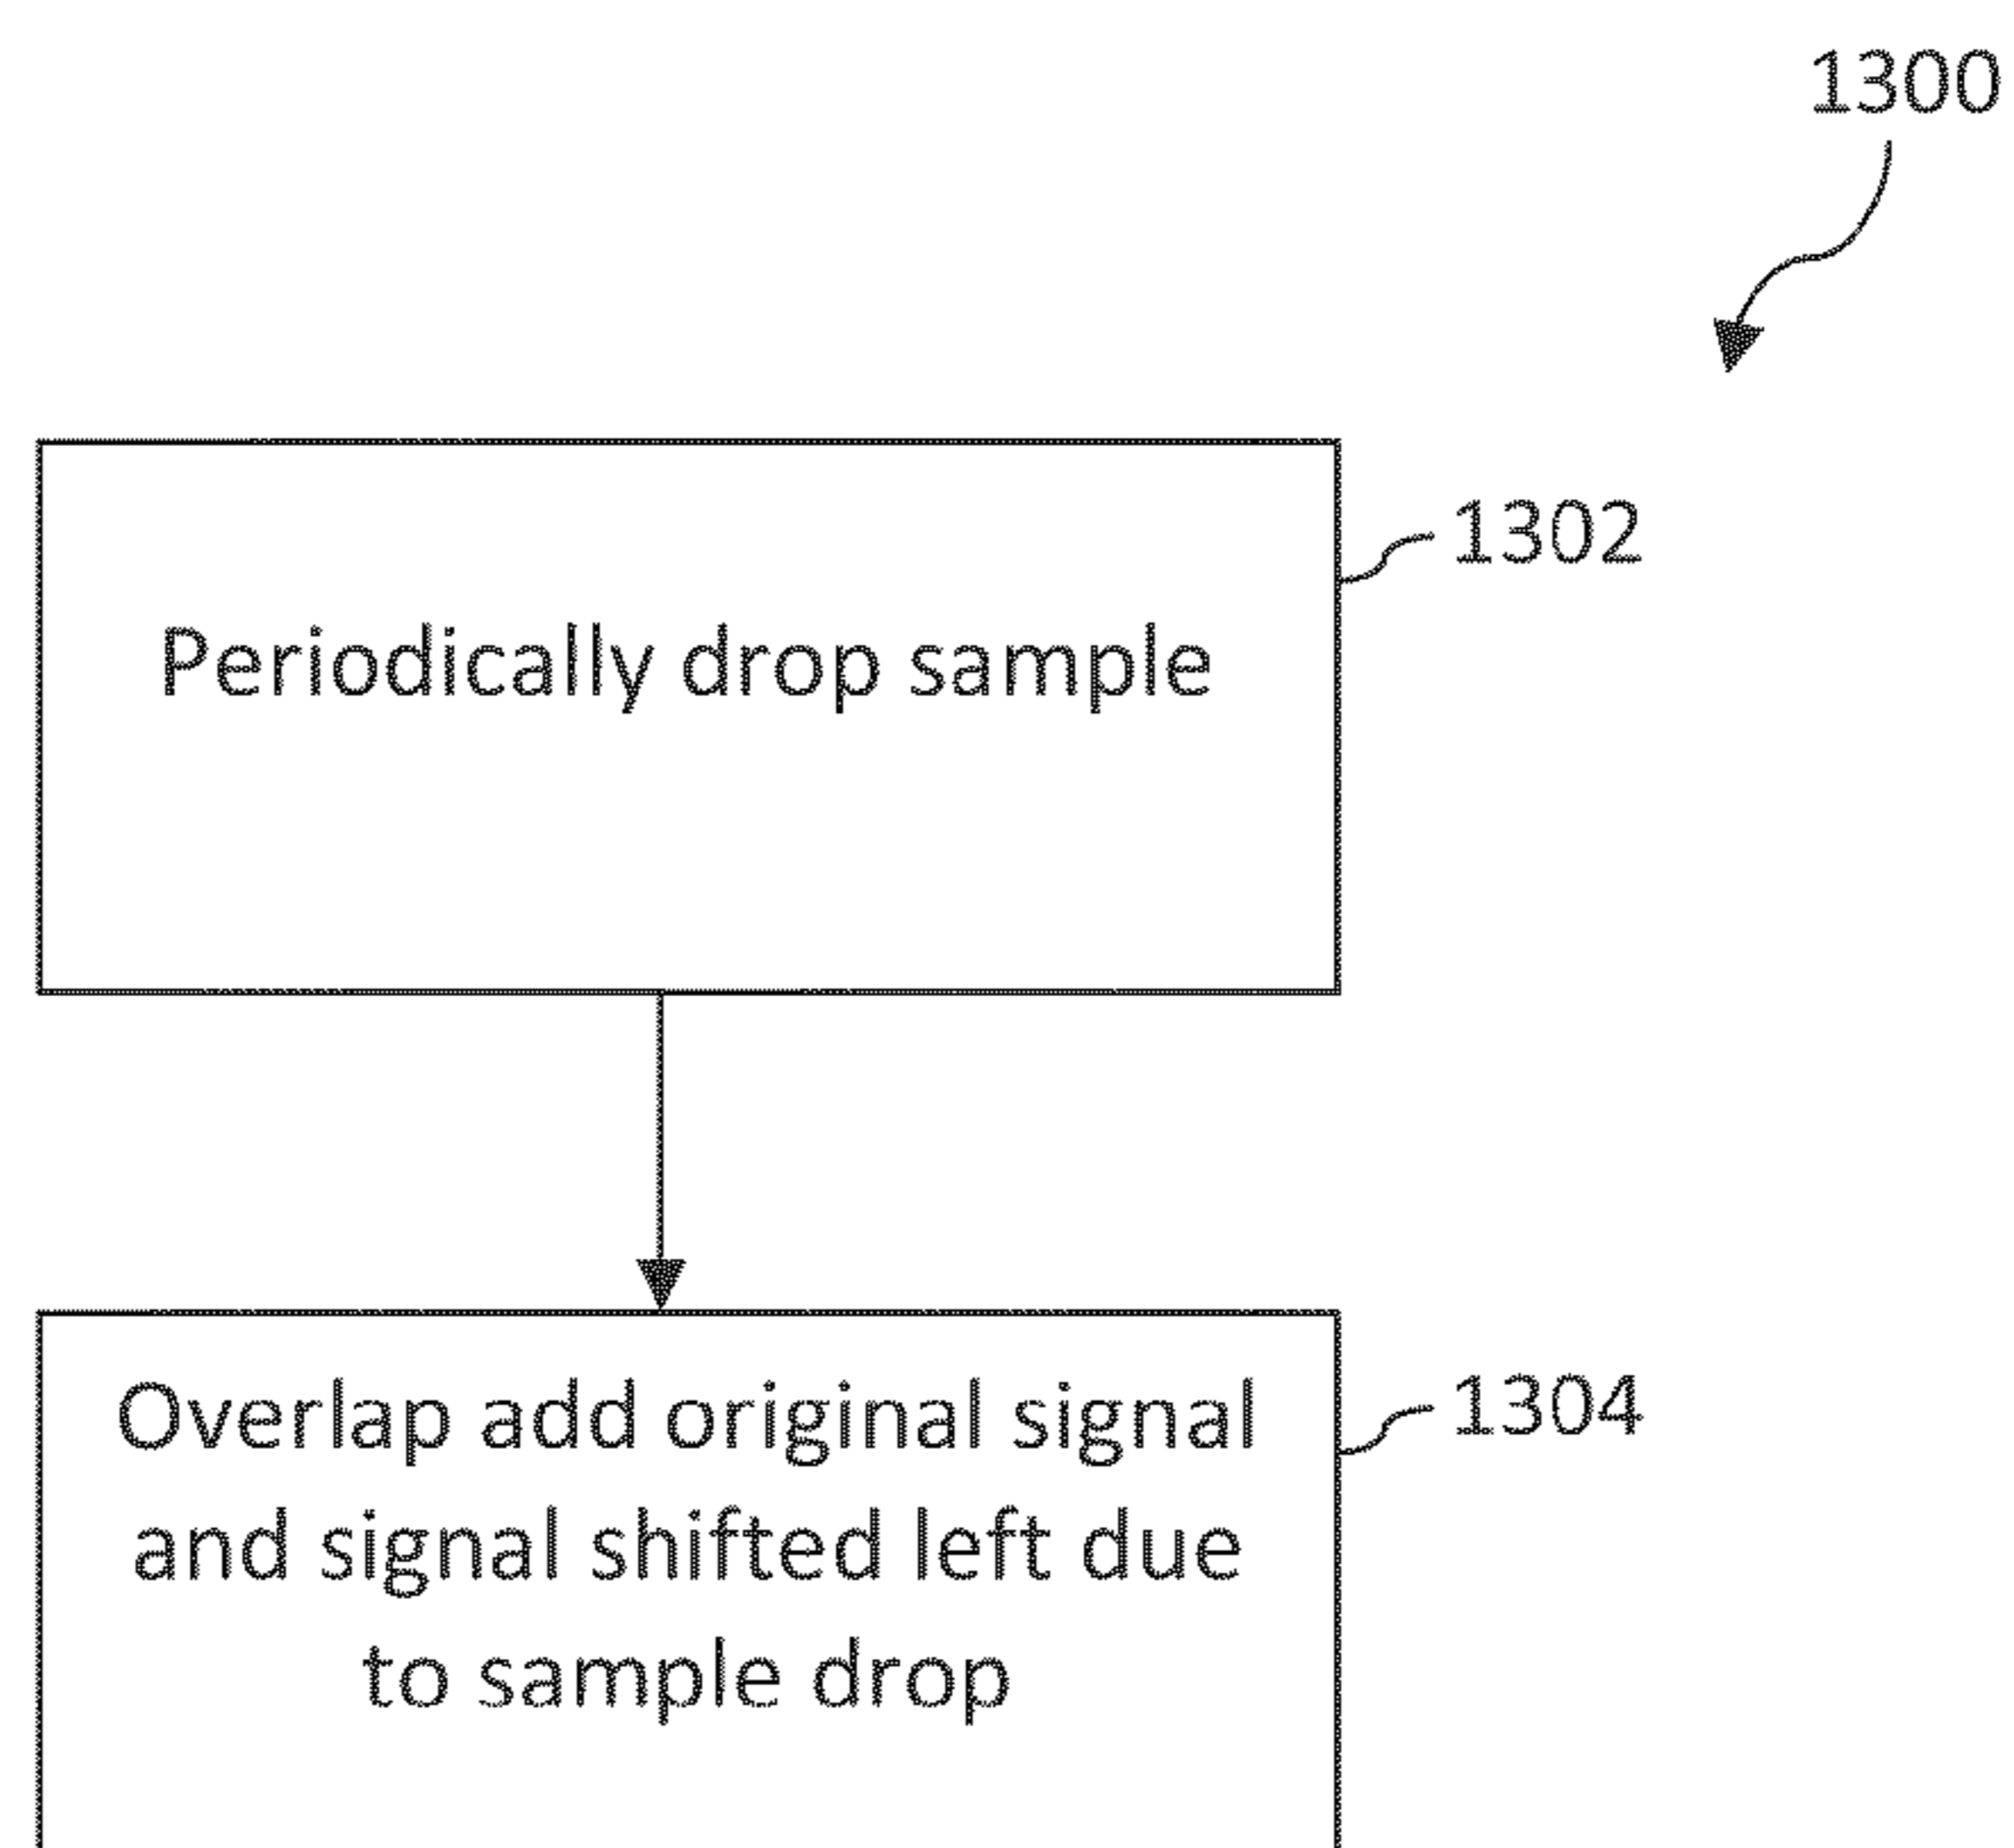 1300
1302
Periodically drop sample
1304
Overlap add original signal
and signal shifted left due
to sample drop